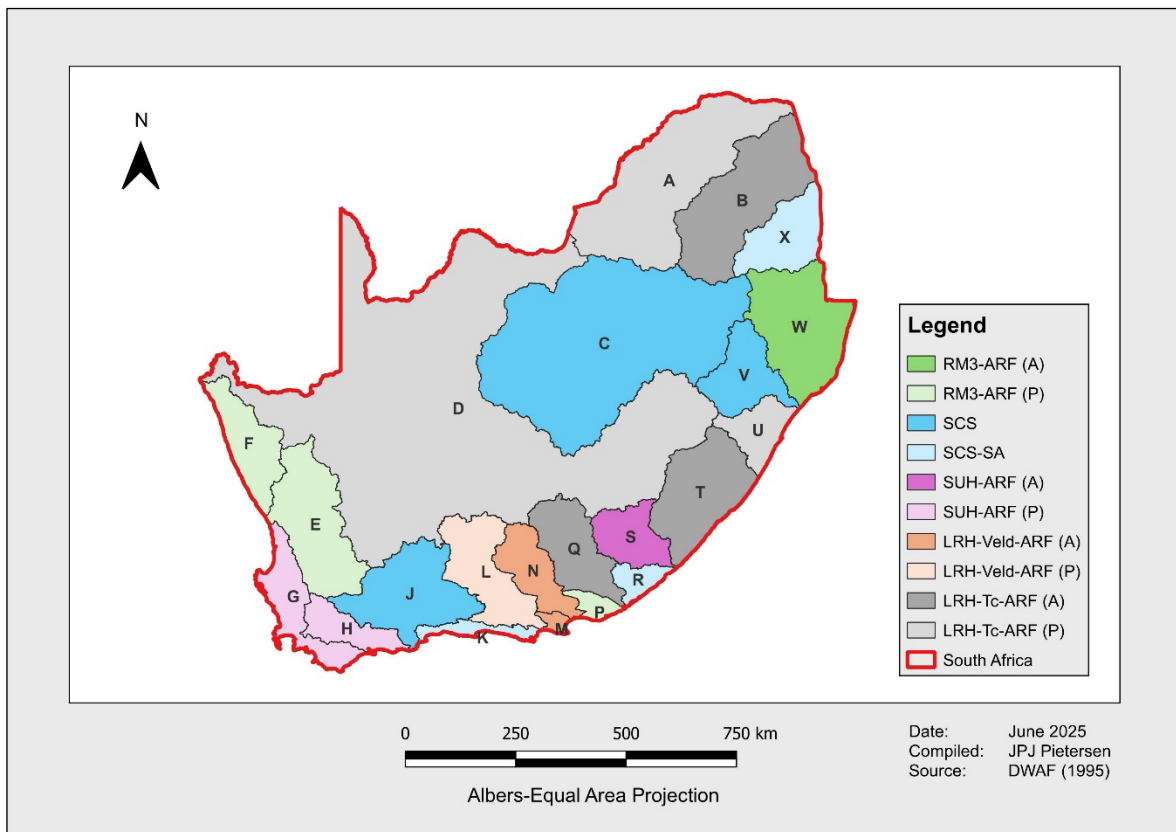 N
A
B
X
W
C
V
D
U
F
T
E
S
Q
R
L
N
J
G
P
H
M
K
Legend
RM3-ARF (A)
RM3-ARF (P)
SCS
SCS-SA
SUH-ARF (A)
SUH-ARF (P)
LRH-Veld-ARF (A)
LRH-Veld-ARF (P)
LRH-Tc-ARF (A)
LRH-Tc-ARF (P)
South Africa
0 250 500 750 km
Albers-Equal Area Projection
Date: June 2025
Compiled: JPJ Pietersen
Source: DWAF (1995)